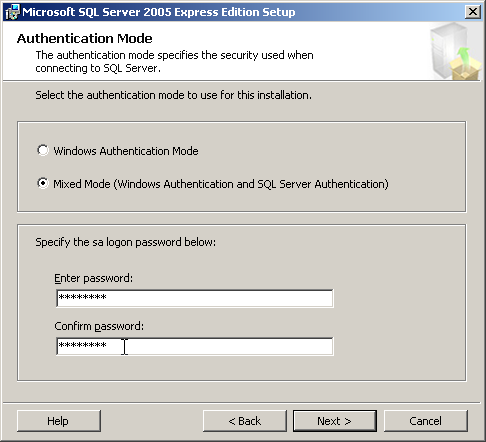 Microsoft SQL Server 2005 Express Edition Setup
Authentication Mode
The authentication mode specifies the security used when
connecting to SQL Server.
Select the authentication mode to use for this installation.
Windows Authentication Mode
Mixed Mode (Windows Authentication and SQL Server Authentication)
Specify the sa logon password below:
Enter password:
********
Confirm password:
********
Help
< Back
Next >
Cancel